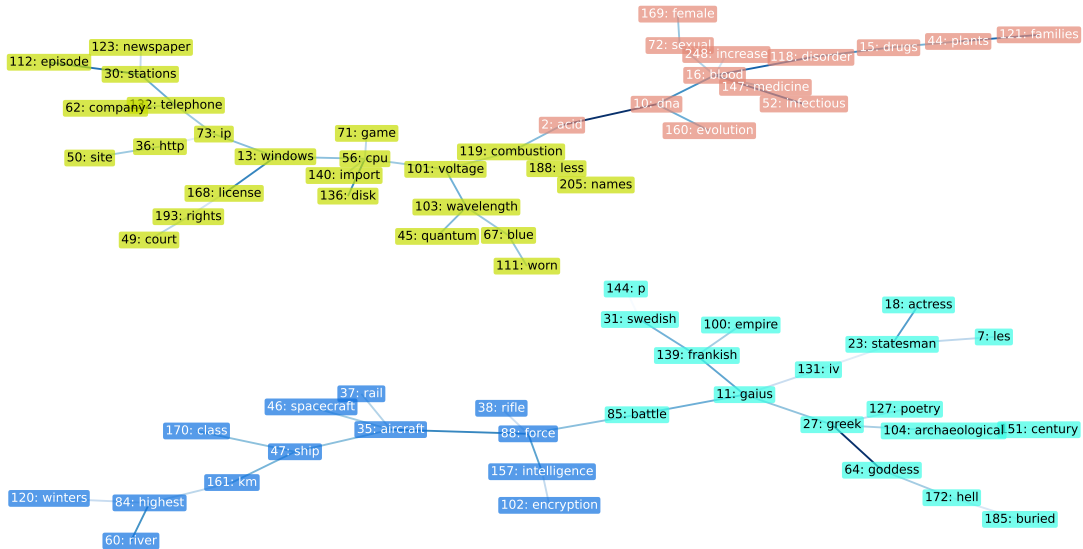 169: female
121: families
44: plants
72: sexual
123: newspaper
15: drugs
248: increase
118: disorder
112: episode
30: stations
16: blood
147: medicine
62: company
132: telephone
10: dna
52: infectious
2: acid
160: evolution
73: ip
71: game
36: http
50: site
13: windows
56: cpu
119: combustion
101: voltage
188: less
140: import
205: names
168: license
136: disk
193: rights
103: wavelength
49: court
45: quantum
67: blue
111: worn
144: p
18: actress
31: swedish
100: empire
7: les
23: statesman
139: frankish
131: iv
37: rail
11: gaius
46: spacecraft
38: rifle
85: battle
127: poetry
170: class
35: aircraft
88: force
27: greek
104: archaeological
51: century
47: ship
157: intelligence
64: goddess
161: km
120: winters
84: highest
102: encryption
172: hell
185: buried
60: river